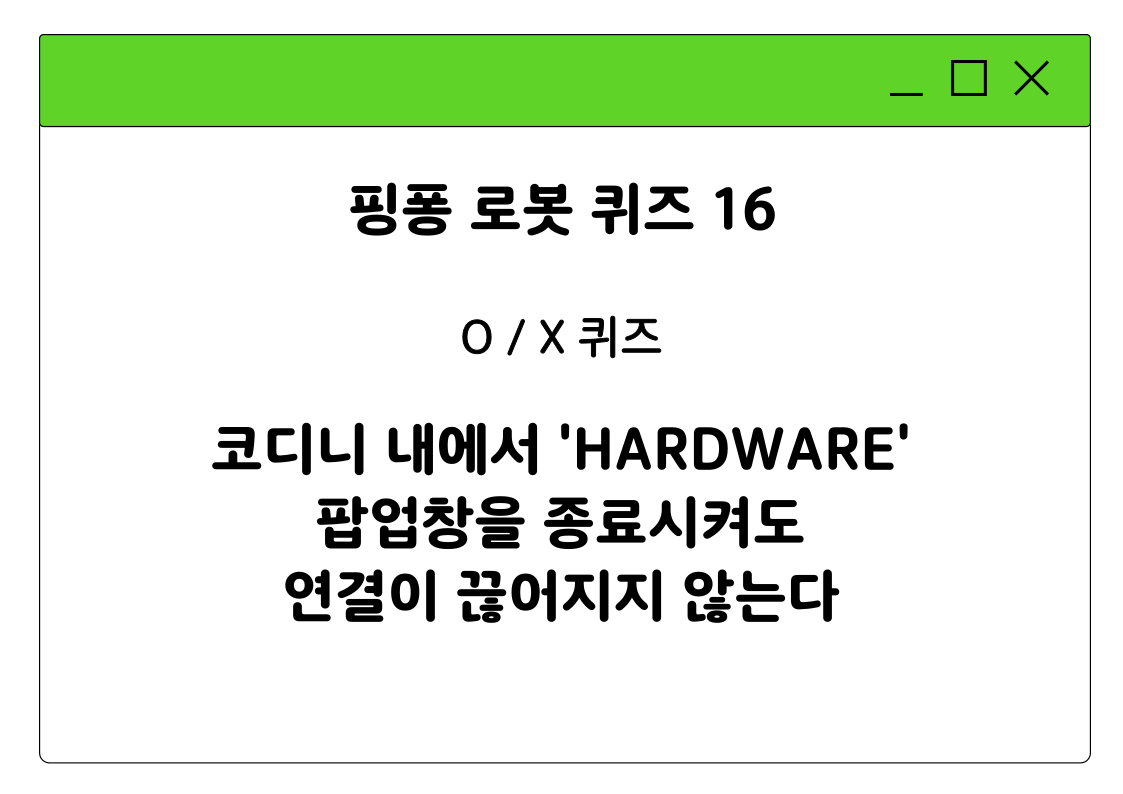 핑퐁 로봇 퀴즈 16
O / X 퀴즈
코디니 내에서 'HARDWARE'
팝업창을 종료시켜도
연결이 끊어지지 않는다